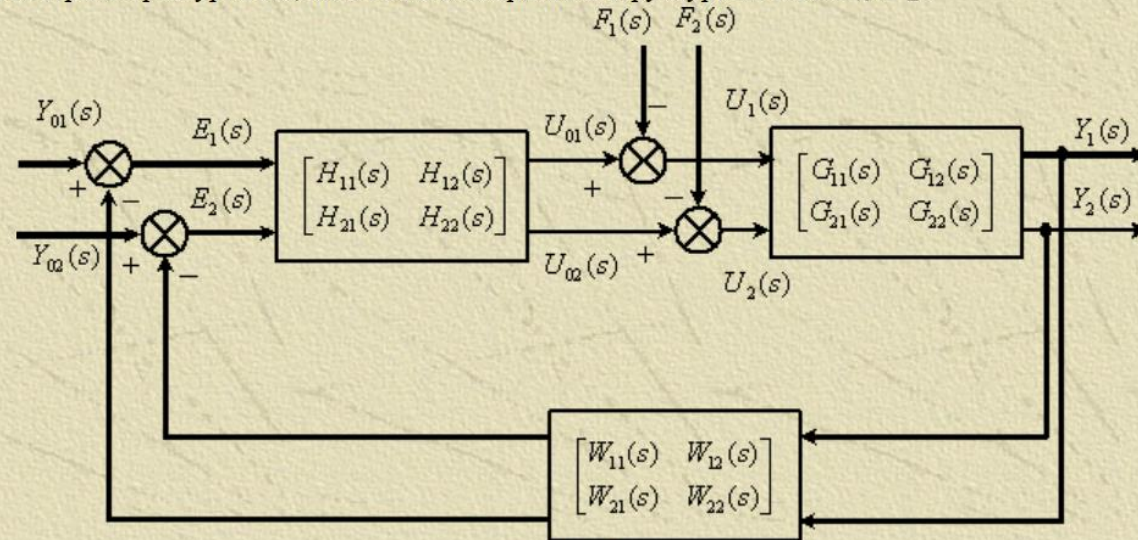 F₁(s) F₂(s)
Y₀₁(s) E₁(s) U₀₁(s) − U₁(s) Y₁(s)
+ − [H₁₁(s) H₁₂(s)] + − [G₁₁(s) G₁₂(s)]
E₂(s) [H₂₁(s) H₂₂(s)] [G₂₁(s) G₂₂(s)] Y₂(s)
Y₀₂(s) + − U₀₂(s) + U₂(s)
[W₁₁(s) W₁₂(s)]
[W₂₁(s) W₂₂(s)]